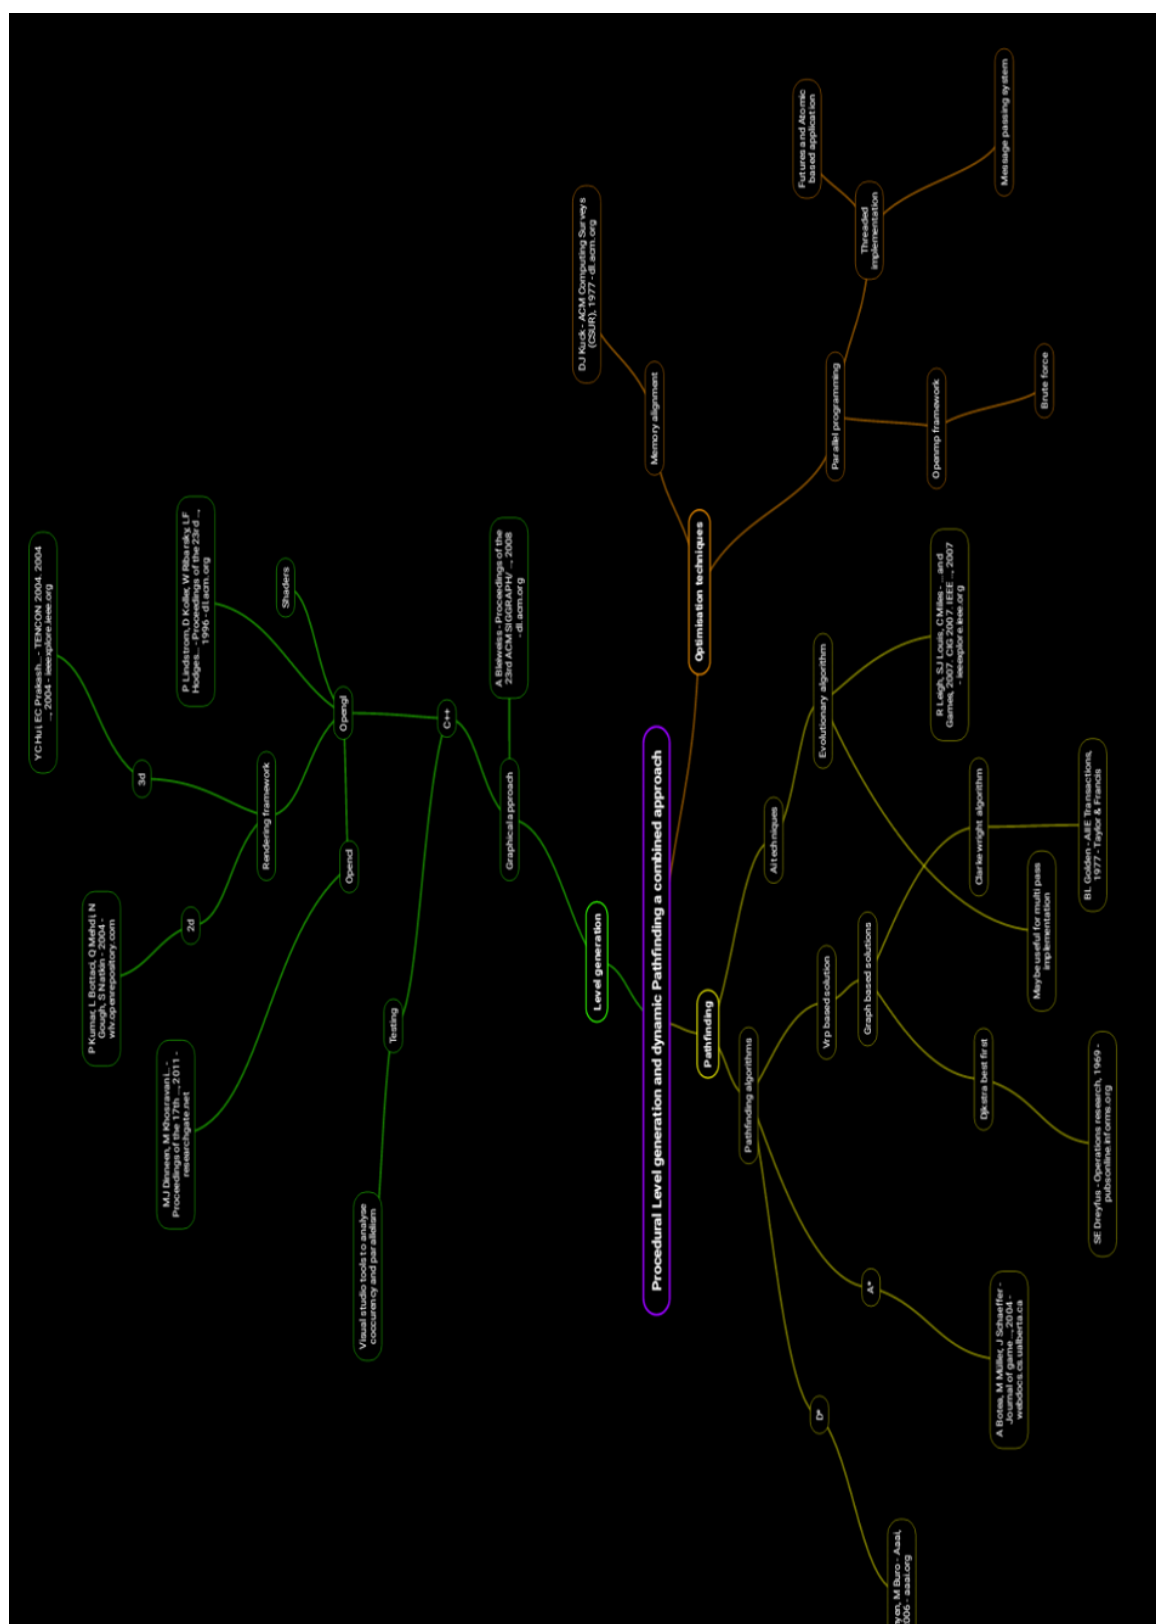 Procedural Level generation and dynamic Pathfinding a combined approach
Level generation
Graphical approach
A Bleiweiss - Proceedings of the
23rd ACM SIGGRAPH/ ..., 2008
- dl.acm.org
C++
Opengl
Shaders
P Lindstrom, D Koller, W Ribarsky, LF
Hodges... - Proceedings of the 23rd ...,
1996 - dl.acm.org
Rendering framework
3d
YC Hui, EC Prakash... - TENCON 2004. 2004
..., 2004 - ieeexplore.ieee.org
2d
P Kumar, L Bottaci, Q Mehdi, N
Gough, S Natkin - 2004 -
wlv.openrepository.com
Opencl
MJ Dinneen, M Khosravani... -
Proceedings of the 17th ..., 2011 -
researchgate.net
Testing
Visual studio tools to analyse
coccurency and parallelism
Optimisation techniques
Memory alignment
DJ Kuck - ACM Computing Surveys
(CSUR), 1977 - dl.acm.org
Parallel programming
Threaded
implementation
Futures and Atomic
based application
Message passing system
Openmp framework
Brute force
Pathfinding
Ai techniques
Evolutionary algorithm
R Leigh, SJ Louis, C Miles - ...and
Games, 2007. CIG 2007. IEEE ..., 2007
- ieeexplore.ieee.org
Maybe useful for multi pass
implementation
Pathfinding algorithms
Vrp based solution
Graph based solutions
Clarke wright algorithm
BL Golden - AIIE Transactions,
1977 - Taylor & Francis
Djkstra best first
SE Dreyfus - Operations research, 1969 -
pubsonline.informs.org
A*
A Botea, M Müller, J Schaeffer -
Journal of game ..., 2004 -
webdocs.cs.ualberta.ca
D*
M Buro - Aaai,
aaai.org